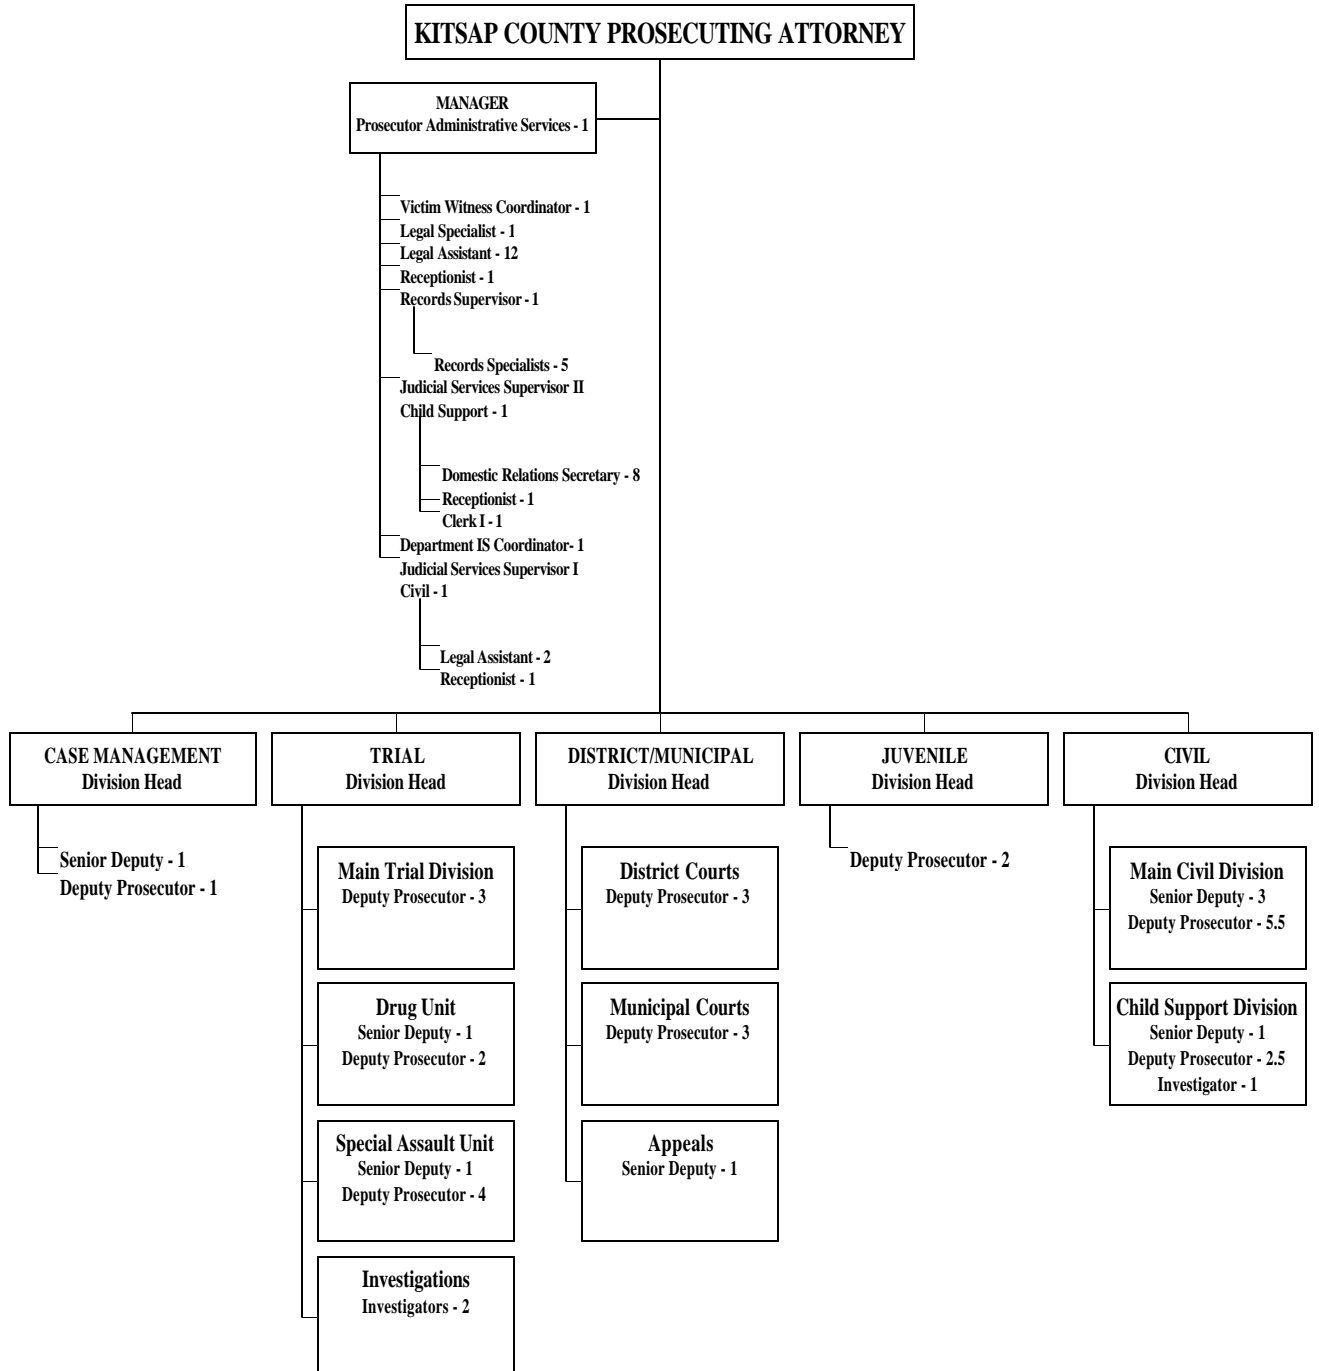 KITSAP COUNTY PROSECUTING ATTORNEY
MANAGER
Prosecutor Administrative Services - 1
Victim Witness Coordinator - 1
Legal Specialist - 1
Legal Assistant - 12
Receptionist - 1
Records Supervisor - 1
Records Specialists - 5
Judicial Services Supervisor II
Child Support - 1
Domestic Relations Secretary - 8
Receptionist - 1
Clerk I - 1
Department IS Coordinator- 1
Judicial Services Supervisor I
Civil - 1
Legal Assistant - 2
Receptionist - 1
CASE MANAGEMENT
Division Head
Senior Deputy - 1
Deputy Prosecutor - 1
TRIAL
Division Head
Main Trial Division
Deputy Prosecutor - 3
Drug Unit
Senior Deputy - 1
Deputy Prosecutor - 2
Special Assault Unit
Senior Deputy - 1
Deputy Prosecutor - 4
Investigations
Investigators - 2
DISTRICT/MUNICIPAL
Division Head
District Courts
Deputy Prosecutor - 3
Municipal Courts
Deputy Prosecutor - 3
Appeals
Senior Deputy - 1
JUVENILE
Division Head
Deputy Prosecutor - 2
CIVIL
Division Head
Main Civil Division
Senior Deputy - 3
Deputy Prosecutor - 5.5
Child Support Division
Senior Deputy - 1
Deputy Prosecutor - 2.5
Investigator - 1